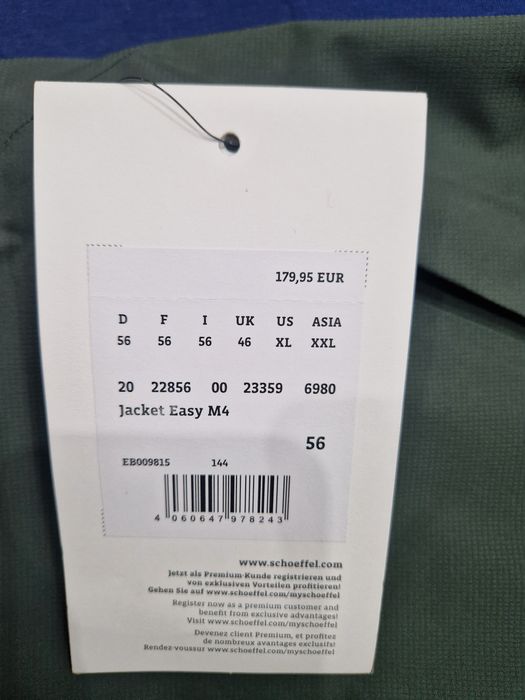 179,95 EUR
D F I UK US ASIA
56 56 56 46 XL XXL
20 22856 00 23359 6980
Jacket Easy M4
56
EB009815 144
4 060647 978243
www.schoeffel.com
Jetzt als Premium-Kunde registrieren und
von exklusiven Vorteilen profitieren!
Gehen Sie auf www.schoeffel.com/myschoeffel
Register now as a premium customer and
benefit from exclusive advantages!
Visit www.schoeffel.com/myschoeffel
Devenez client Premium, et profitez
de nombreux avantages exclusifs!
Rendez-voussur www.schoeffel.com/myschoeffel